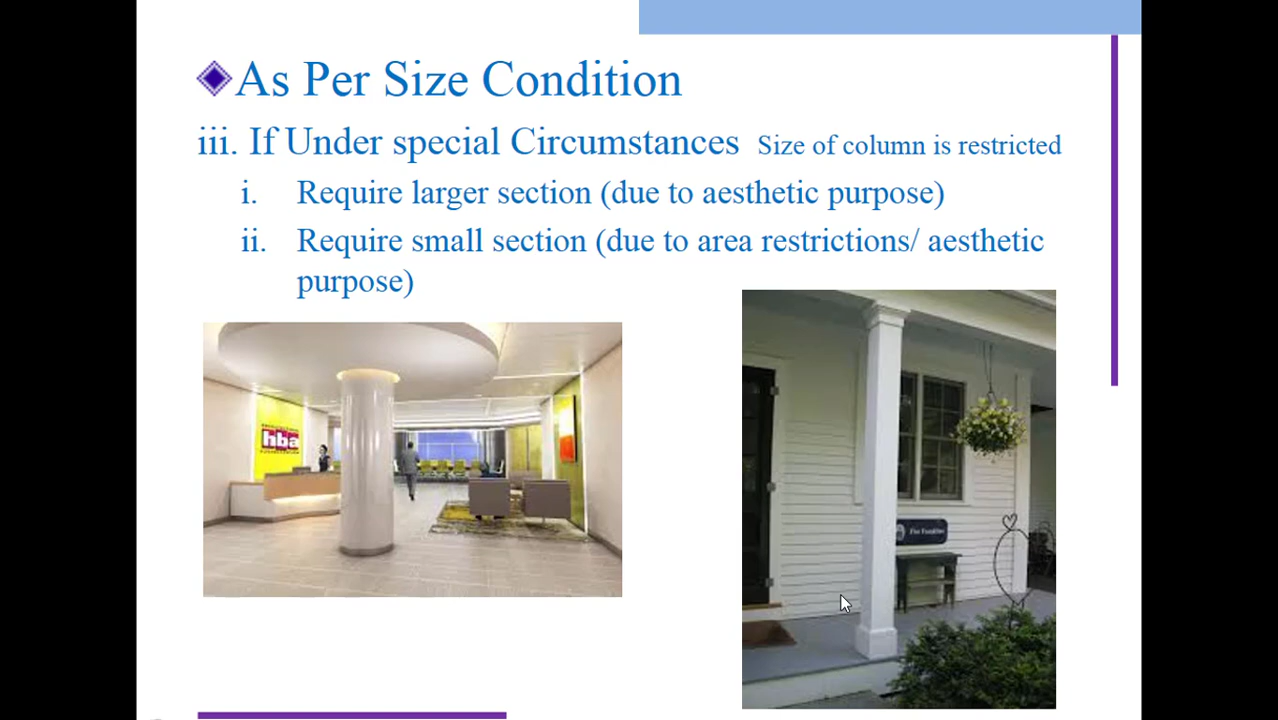 As Per Size Condition
iii. If Under special Circumstances Size of column is restricted
i. Require larger section (due to aesthetic purpose)
ii. Require small section (due to area restrictions/ aesthetic
purpose)
hba